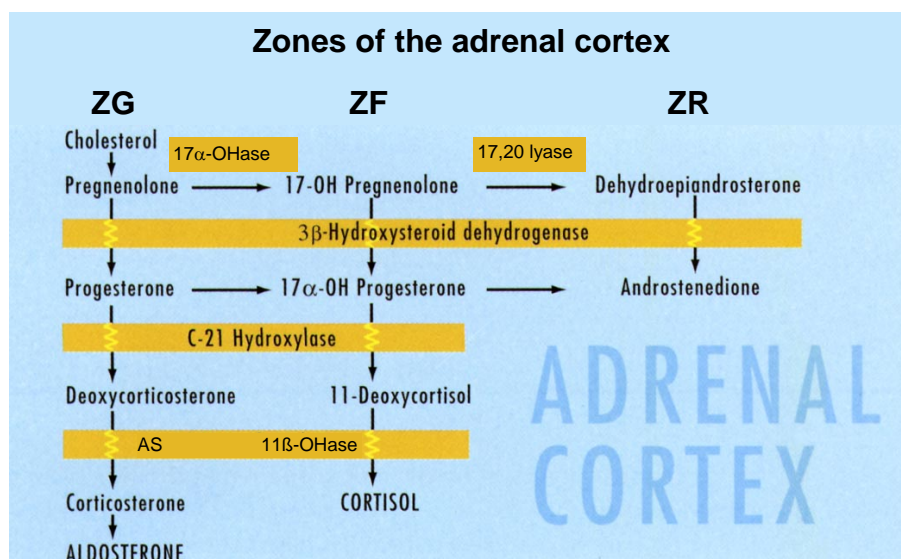 Zones of the adrenal cortex
ZG ZF ZR
Cholesterol
17α-OHase 17,20 lyase
Pregnenolone 17-OH Pregnenolone Dehydroepiandrosterone
3β-Hydroxysteroid dehydrogenase
Progesterone 17α-OH Progesterone Androstenedione
C-21 Hydroxylase
Deoxycorticosterone 11-Deoxycortisol
AS 11ß-OHase
Corticosterone CORTISOL
ALDOSTERONE
ADRENAL
CORTEX